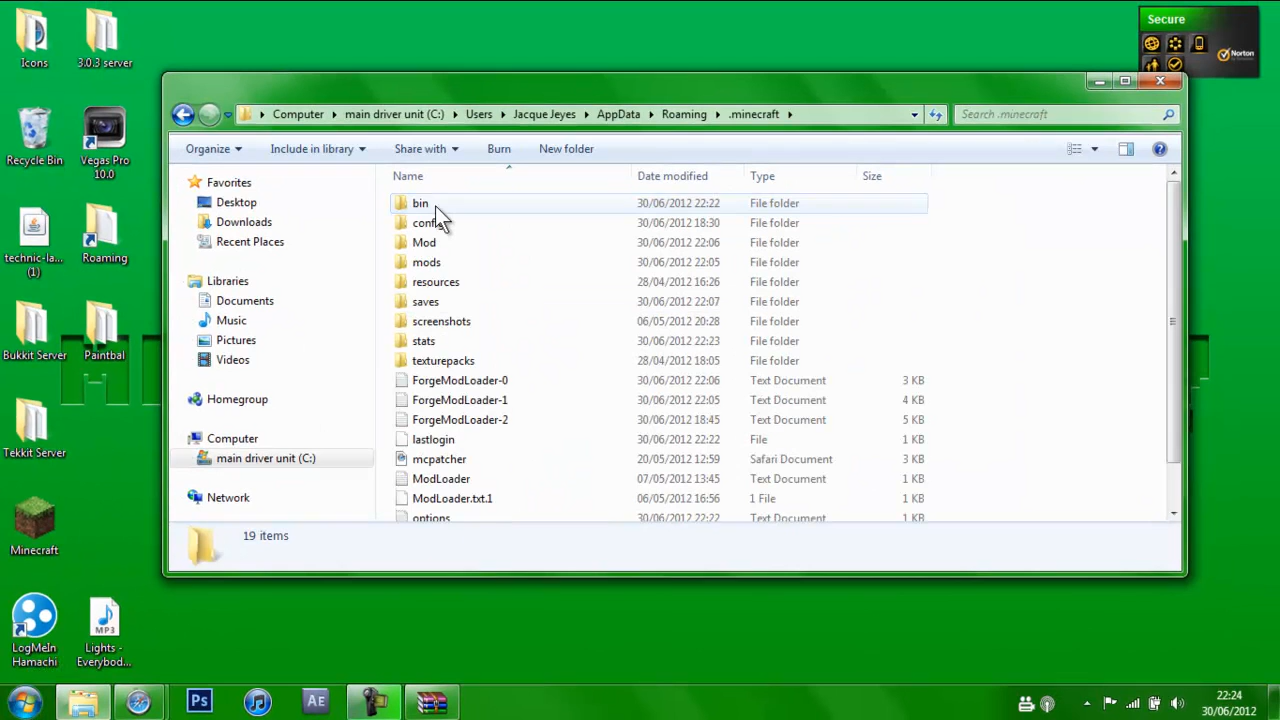 Icons
3.0.3 server
Secure
Norton
Recycle Bin
Vegas Pro
10.0
technic-la...
(1)
Roaming
Bukkit Server
Paintbal
Tekkit Server
Minecraft
LogMeIn
Hamachi
MP3
Lights -
Everybod...
Computer
main driver unit (C:)
Users
Jacque Jeyes
AppData
Roaming
.minecraft
Search .minecraft
Organize
Include in library
Share with
Burn
New folder
Favorites
Desktop
Downloads
Recent Places
Libraries
Documents
Music
Pictures
Videos
Homegroup
Computer
main driver unit (C:)
Network
Name Date modified Type Size
bin 30/06/2012 22:22 File folder
config 30/06/2012 18:30 File folder
Mod 30/06/2012 22:06 File folder
mods 30/06/2012 22:05 File folder
resources 28/04/2012 16:26 File folder
saves 30/06/2012 22:07 File folder
screenshots 06/05/2012 20:28 File folder
stats 30/06/2012 22:23 File folder
texturepacks 28/04/2012 18:05 File folder
ForgeModLoader-0 30/06/2012 22:06 Text Document 3 KB
ForgeModLoader-1 30/06/2012 22:05 Text Document 4 KB
ForgeModLoader-2 30/06/2012 18:45 Text Document 5 KB
lastlogin 30/06/2012 22:22 File 1 KB
mcpatcher 20/05/2012 12:59 Safari Document 3 KB
ModLoader 07/05/2012 13:45 Text Document 1 KB
ModLoader.txt.1 06/05/2012 16:56 1 File 1 KB
options 30/06/2012 22:22 Text Document 1 KB
19 items
Ps
Ae
22:24
30/06/2012